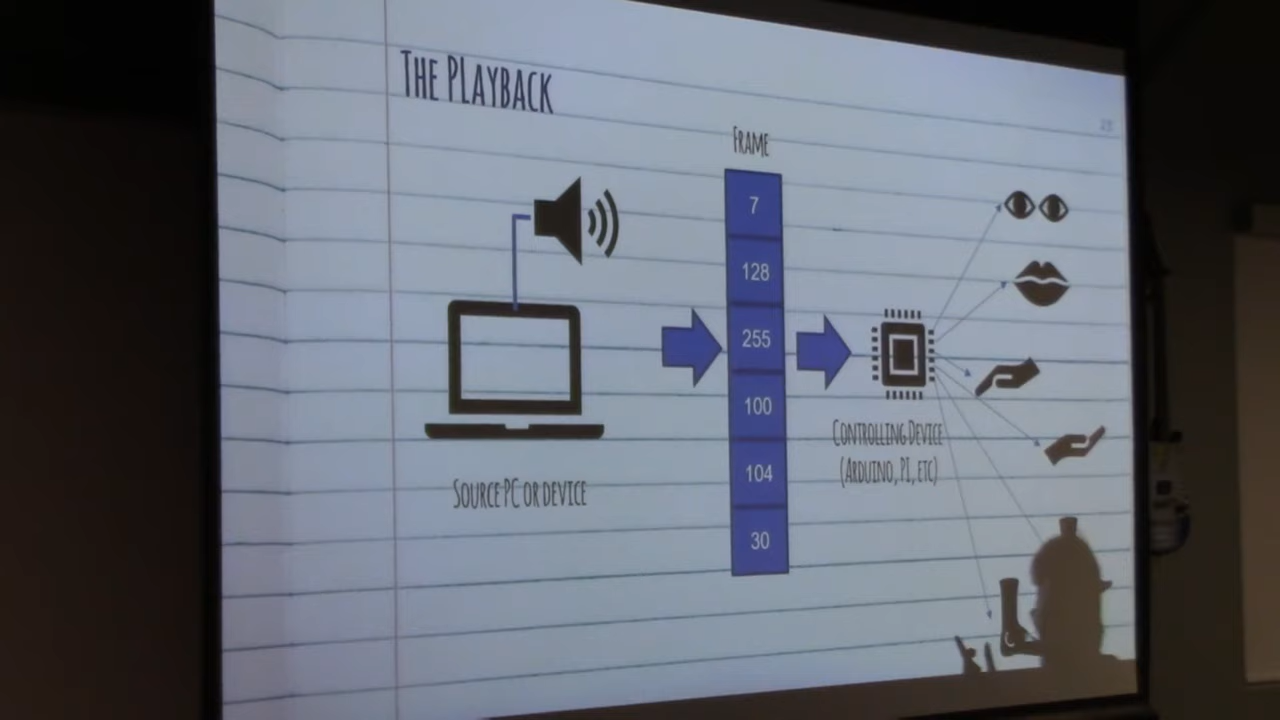 THE PLAYBACK
FRAME
7
128
255
100
104
30
SOURCE PC OR DEVICE
CONTROLLING DEVICE
(ARDUINO, PI, ETC)